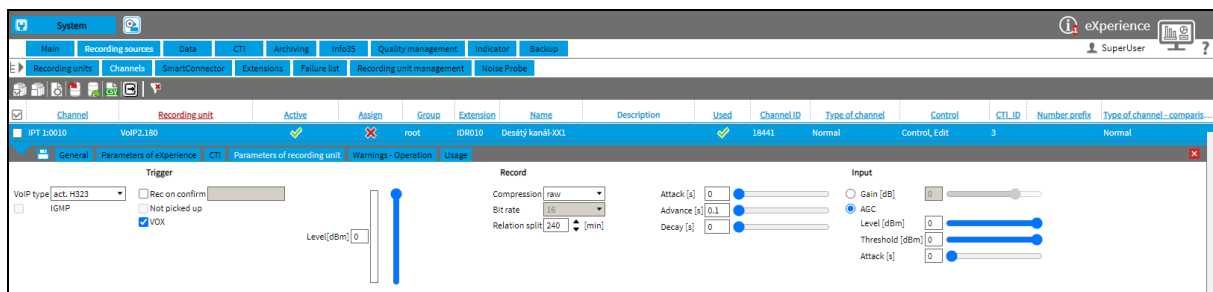 System eXperience
Main Recording sources Data CTI Archiving Info35 Quality management Indicator Backup SuperUser ?
Recording units Channels SmartConnector Extensions Failure list Recording unit management Noise Probe
Channel Recording unit Active Assign Group Extension Name Description Used Channel ID Type of channel Control CTI_ID Number prefix Type of channel - comparis...
IPT 1:0010 VoIP2.180 root IDR010 Desátý kanál-XX1 18441 Normal Control, Edit 3 Normal
General Parameters of eXperience CTI Parameters of recording unit Warnings - Operation Usage
Trigger Record Input
VoIP type act. H323 Rec on confirm Compression raw Attack [s] 0 Gain [dB] 0
IGMP Not picked up Bit rate 16 Advance [s] 0.1 AGC
VOX Relation split 240 [min] Decay [s] 0 Level [dBm] 0
Level[dBm] 0 Threshold [dBm] 0
Attack [s] 0